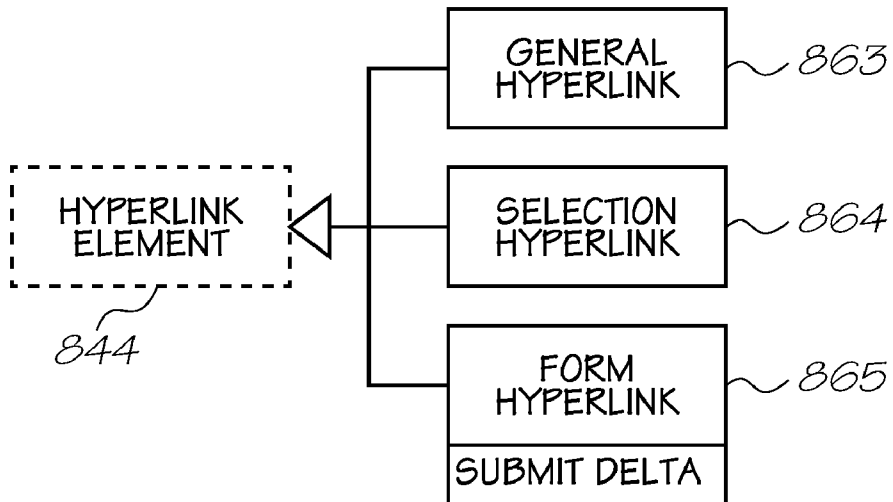 GENERAL
HYPERLINK
863
HYPERLINK
ELEMENT
844
SELECTION
HYPERLINK
864
FORM
HYPERLINK
865
SUBMIT DELTA